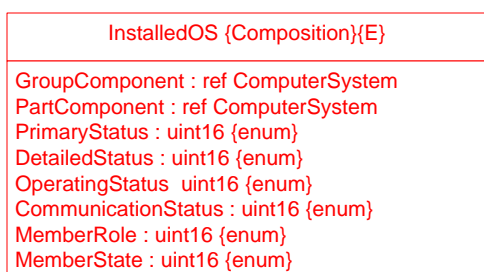 InstalledOS {Composition}{E}
GroupComponent : ref ComputerSystem
PartComponent : ref ComputerSystem
PrimaryStatus : uint16 {enum}
DetailedStatus : uint16 {enum}
OperatingStatus uint16 {enum}
CommunicationStatus : uint16 {enum}
MemberRole : uint16 {enum}
MemberState : uint16 {enum}